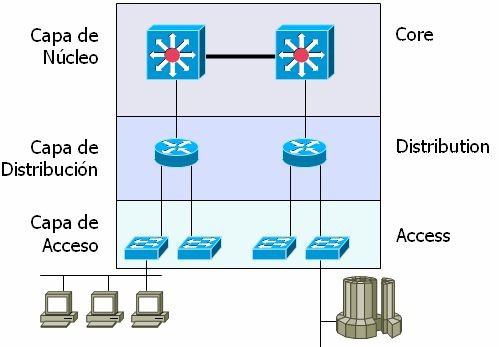 Capa de
Núcleo
Core
Capa de
Distribución
Distribution
Capa de
Acceso
Access